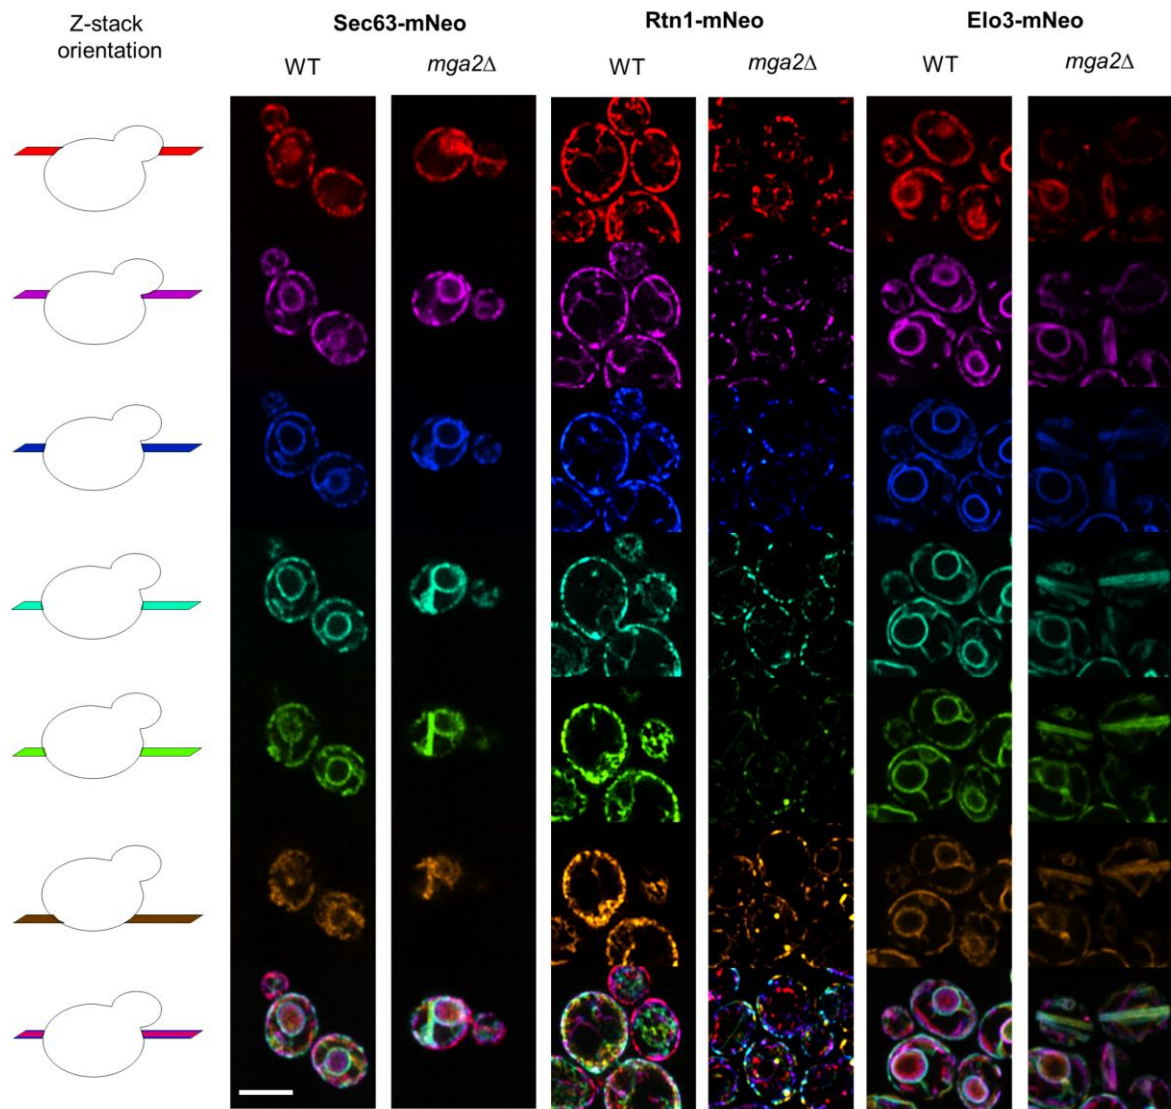 Z-stack
orientation
Sec63-mNeo
Rtn1-mNeo
Elo3-mNeo
WT
mga2Δ
WT
mga2Δ
WT
mga2Δ